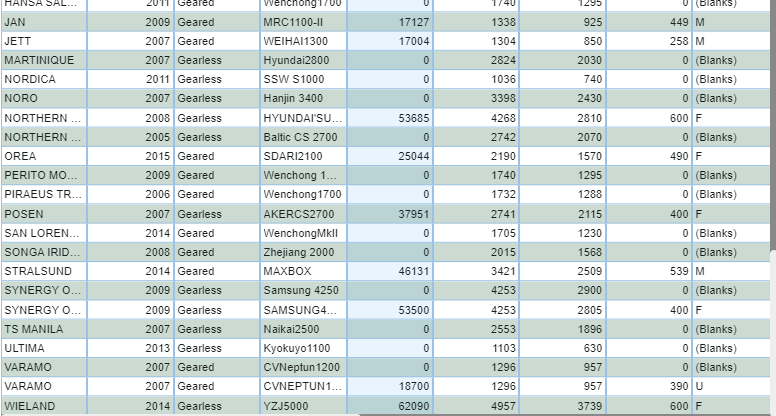 HANSA SAL... 2011 Geared Wenchong1700 0 1740 1295 0 (Blanks)
JAN 2009 Geared MRC1100-II 17127 1338 925 449 M
JETT 2007 Geared WEIHAI1300 17004 1304 850 258 M
MARTINIQUE 2007 Gearless Hyundai2800 0 2824 2030 0 (Blanks)
NORDICA 2011 Gearless SSW S1000 0 1036 740 0 (Blanks)
NORO 2007 Gearless Hanjin 3400 0 3398 2430 0 (Blanks)
NORTHERN ... 2008 Gearless HYUNDAI'SU... 53685 4268 2810 600 F
NORTHERN ... 2005 Gearless Baltic CS 2700 0 2742 2070 0 (Blanks)
OREA 2015 Geared SDARI2100 25044 2190 1570 490 F
PERITO MO... 2009 Geared Wenchong 1... 0 1740 1295 0 (Blanks)
PIRAEUS TR... 2006 Geared Wenchong1700 0 1732 1288 0 (Blanks)
POSEN 2007 Gearless AKERCS2700 37951 2741 2115 400 F
SAN LOREN... 2014 Geared WenchongMkII 0 1705 1230 0 (Blanks)
SONGA IRID... 2008 Geared Zhejiang 2000 0 2015 1568 0 (Blanks)
STRALSUND 2014 Geared MAXBOX 46131 3421 2509 539 M
SYNERGY O... 2009 Gearless Samsung 4250 0 4253 2900 0 (Blanks)
SYNERGY O... 2009 Gearless SAMSUNG4... 53500 4253 2805 400 F
TS MANILA 2007 Gearless Naikai2500 0 2553 1896 0 (Blanks)
ULTIMA 2013 Gearless Kyokuyo1100 0 1103 630 0 (Blanks)
VARAMO 2007 Geared CVNeptun1200 0 1296 957 0 (Blanks)
VARAMO 2007 Geared CVNEPTUN1... 18700 1296 957 390 U
WIELAND 2014 Gearless YZJ5000 62090 4957 3739 600 F